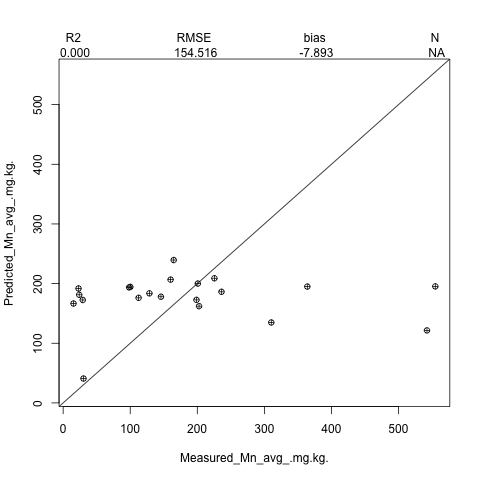 R2 RMSE bias N
0.000 154.516 -7.893 NA
Predicted_Mn_avg_.mg.kg.
500
400
300
200
100
0
0 100 200 300 400 500
Measured_Mn_avg_.mg.kg.